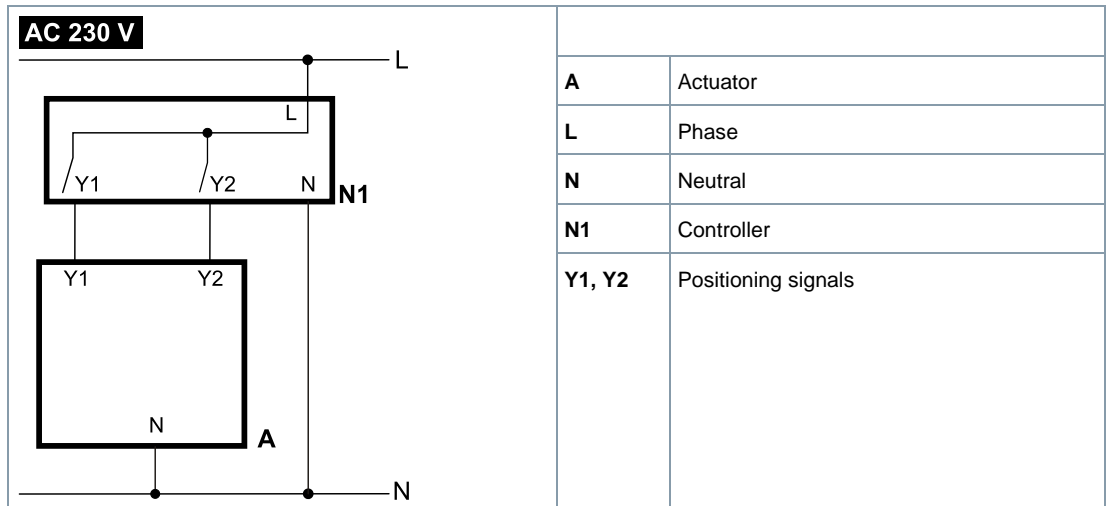 AC 230 V
L
L
Y1
Y2
N
N1
Y1
Y2
N
A
N
A Actuator
L Phase
N Neutral
N1 Controller
Y1, Y2 Positioning signals